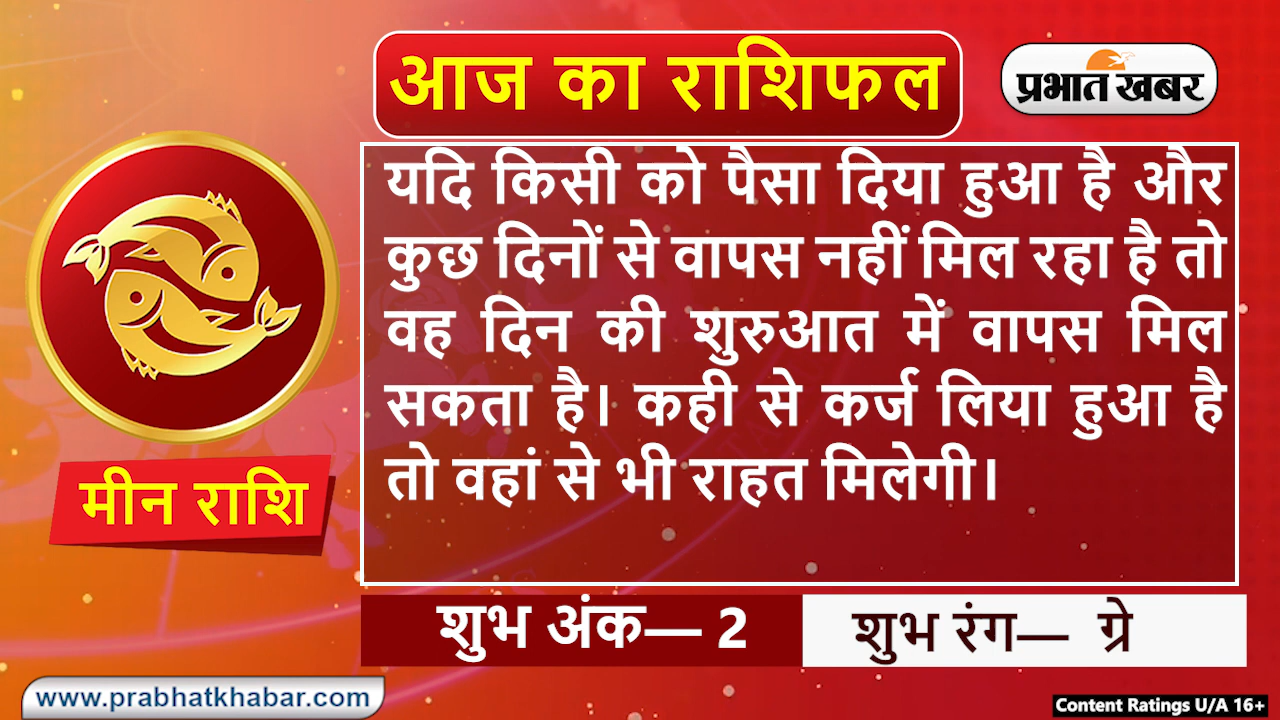 आज का राशिफल
प्रभात खबर
यदि किसी को पैसा दिया हुआ है और
कुछ दिनों से वापस नहीं मिल रहा है तो
वह दिन की शुरुआत में वापस मिल
सकता है। कही से कर्ज लिया हुआ है
तो वहां से भी राहत मिलेगी।
मीन राशि
शुभ अंक— 2
शुभ रंग— ग्रे
www.prabhatkhabar.com
Content Ratings U/A 16+